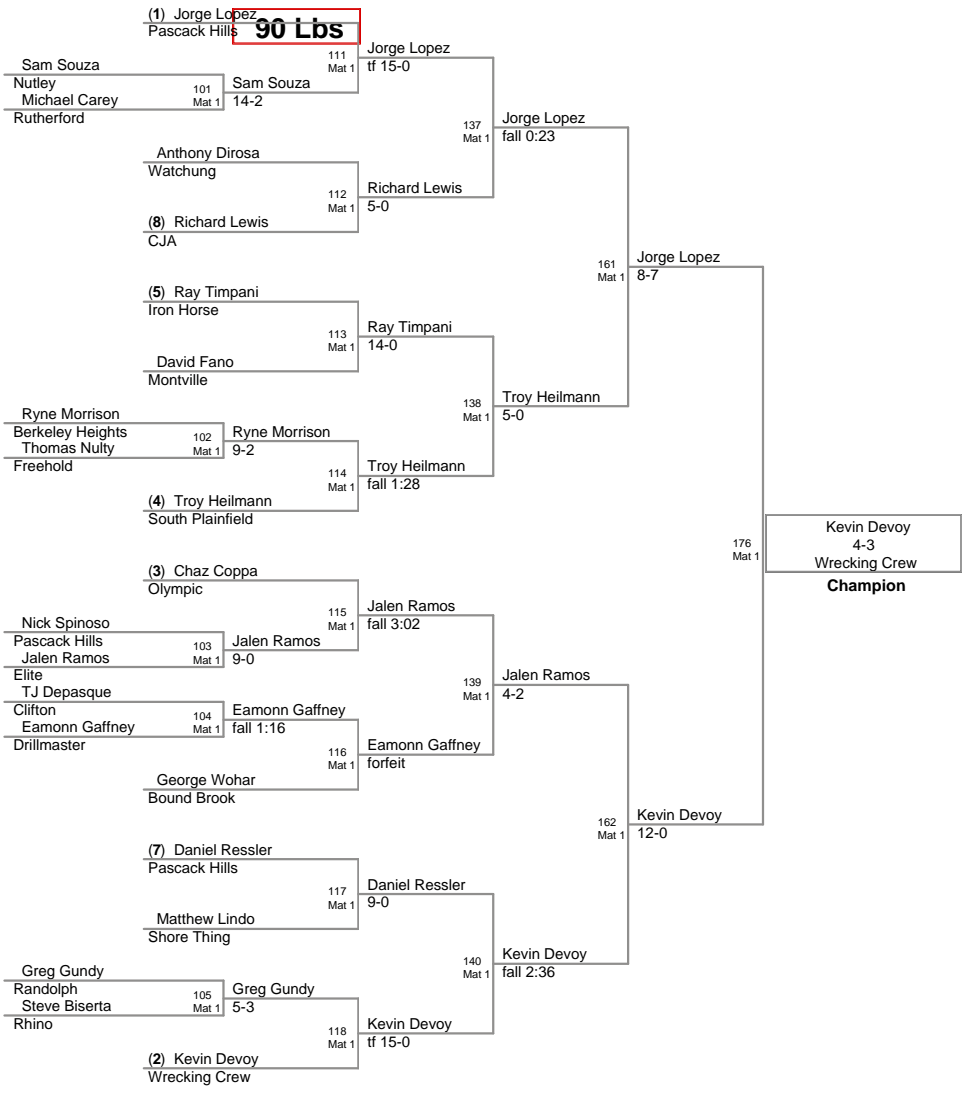 (1) Jorge Lopez
Pascack Hills
90 Lbs
111
Mat 1
Jorge Lopez
tf 15-0
Sam Souza
Nutley
101
Mat 1
Sam Souza
14-2
Michael Carey
Rutherford
137
Mat 1
Jorge Lopez
fall 0:23
Anthony Dirosa
Watchung
112
Mat 1
Richard Lewis
5-0
(8) Richard Lewis
CJA
161
Mat 1
Jorge Lopez
8-7
(5) Ray Timpani
Iron Horse
113
Mat 1
Ray Timpani
14-0
David Fano
Montville
138
Mat 1
Troy Heilmann
5-0
Ryne Morrison
Berkeley Heights
102
Mat 1
Ryne Morrison
9-2
Thomas Nulty
Freehold
114
Mat 1
Troy Heilmann
fall 1:28
(4) Troy Heilmann
South Plainfield
176
Mat 1
Kevin Devoy
4-3
Wrecking Crew
Champion
(3) Chaz Coppa
Olympic
115
Mat 1
Jalen Ramos
fall 3:02
Nick Spinoso
Pascack Hills
103
Mat 1
Jalen Ramos
9-0
Jalen Ramos
Elite
139
Mat 1
Jalen Ramos
4-2
TJ Depasque
Clifton
104
Mat 1
Eamonn Gaffney
fall 1:16
Eamonn Gaffney
Drillmaster
116
Mat 1
Eamonn Gaffney
forfeit
George Wohar
Bound Brook
162
Mat 1
Kevin Devoy
12-0
(7) Daniel Ressler
Pascack Hills
117
Mat 1
Daniel Ressler
9-0
Matthew Lindo
Shore Thing
140
Mat 1
Kevin Devoy
fall 2:36
Greg Gundy
Randolph
105
Mat 1
Greg Gundy
5-3
Steve Biserta
Rhino
118
Mat 1
Kevin Devoy
tf 15-0
(2) Kevin Devoy
Wrecking Crew